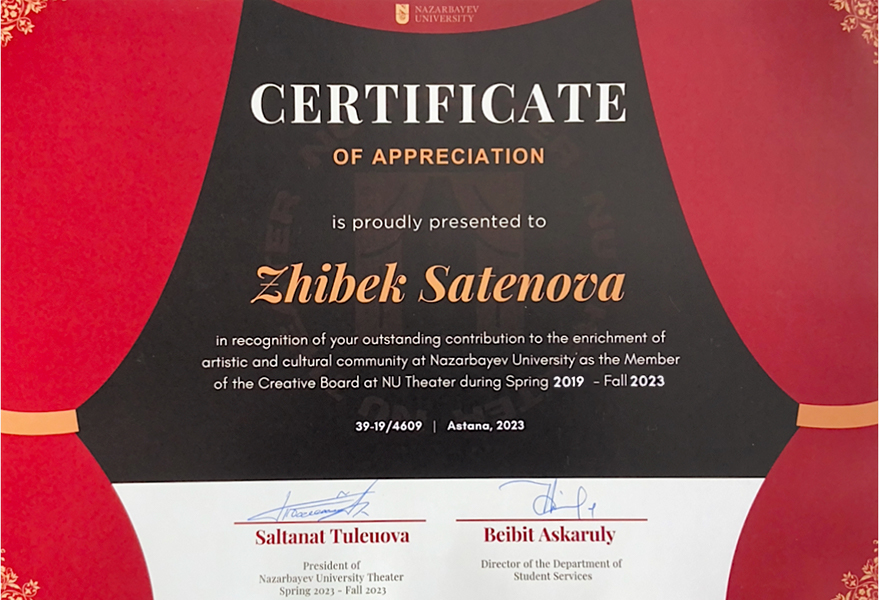 NAZARBAYEV
UNIVERSITY
CERTIFICATE
OF APPRECIATION
is proudly presented to
Zhibek Satenova
in recognition of your outstanding contribution to the enrichment of
artistic and cultural community at Nazarbayev University as the Member
of the Creative Board at NU Theater during Spring 2019 - Fall 2023
39-19/4609 | Astana, 2023
Saltanat Tuleuova Beibit Askaruly
President of
Nazarbayev University Theater
Spring 2023 - Fall 2023
Director of the Department of
Student Services